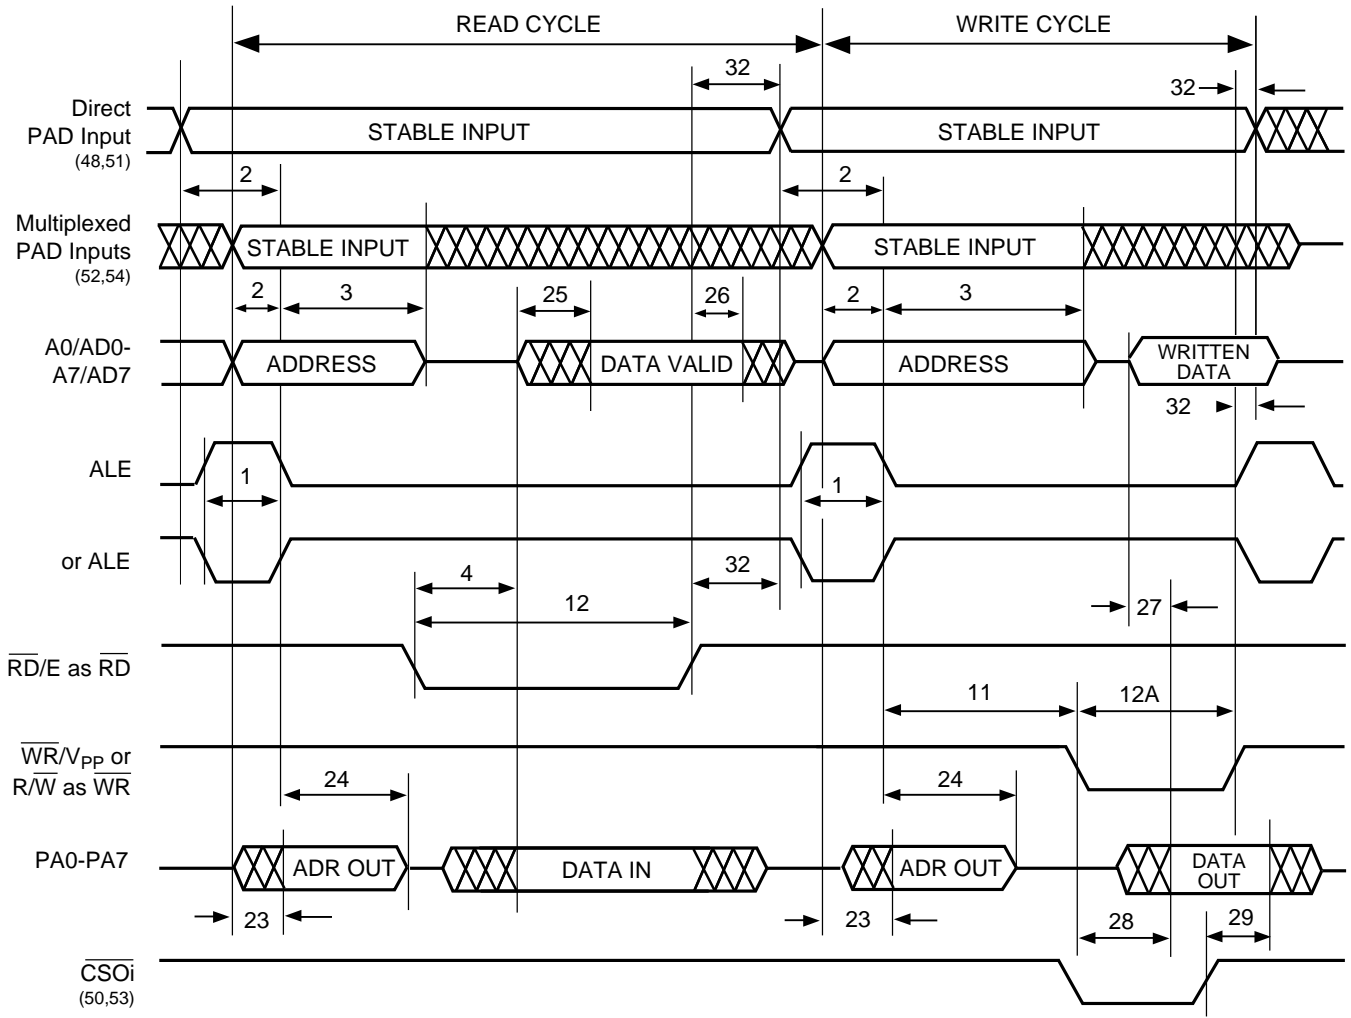 READ CYCLE
WRITE CYCLE
32
32
Direct
PAD Input
(48,51)
STABLE INPUT
STABLE INPUT
2
2
Multiplexed
PAD Inputs
(52,54)
STABLE INPUT
STABLE INPUT
2
3
25
26
2
3
A0/AD0-
A7/AD7
ADDRESS
DATA VALID
ADDRESS
WRITTEN
DATA
32
ALE
1
1
or ALE
4
32
12
27
RD/E as RD
11
12A
WR/VPP or
R/W as WR
24
24
PA0-PA7
ADR OUT
DATA IN
ADR OUT
DATA
OUT
23
23
28
29
CSOi
(50,53)